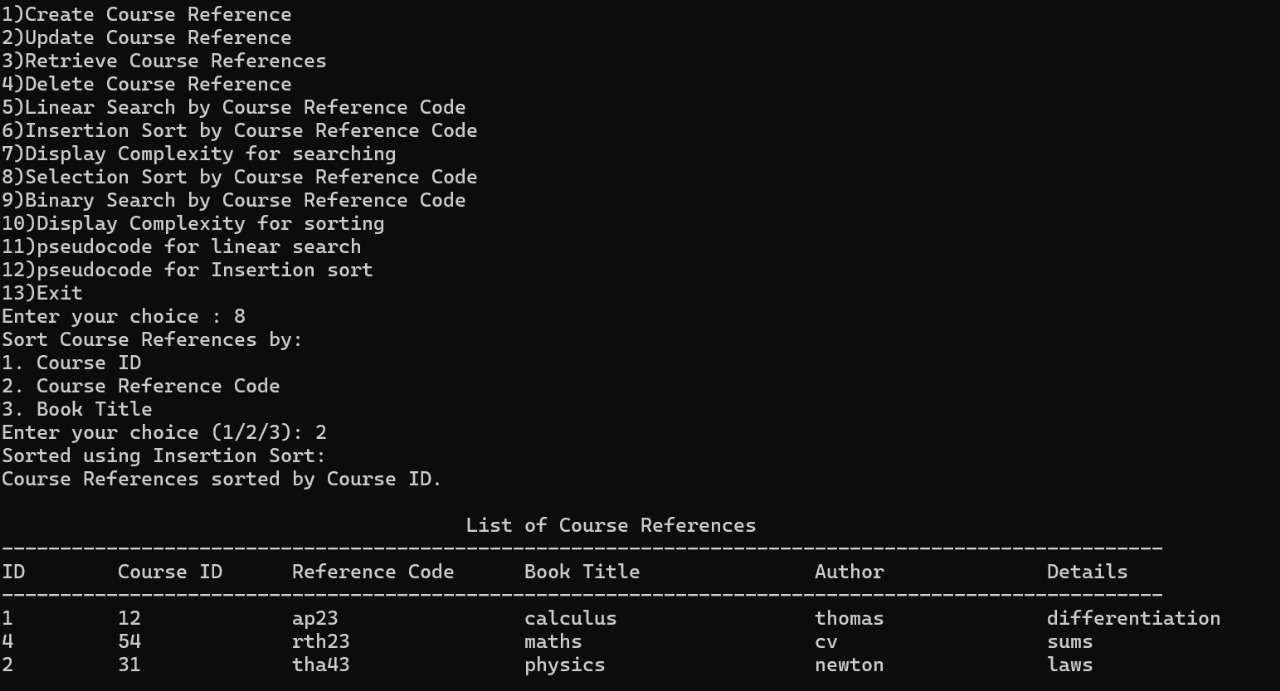 1)Create Course Reference
2)Update Course Reference
3)Retrieve Course References
4)Delete Course Reference
5)Linear Search by Course Reference Code
6)Insertion Sort by Course Reference Code
7)Display Complexity for searching
8)Selection Sort by Course Reference Code
9)Binary Search by Course Reference Code
10)Display Complexity for sorting
11)pseudocode for linear search
12)pseudocode for Insertion sort
13)Exit
Enter your choice : 8
Sort Course References by:
1. Course ID
2. Course Reference Code
3. Book Title
Enter your choice (1/2/3): 2
Sorted using Insertion Sort:
Course References sorted by Course ID.
List of Course References
----------------------------------------------------------------------------------------------------
ID Course ID Reference Code Book Title Author Details
----------------------------------------------------------------------------------------------------
1 12 ap23 calculus thomas differentiation
4 54 rth23 maths cv sums
2 31 tha43 physics newton laws